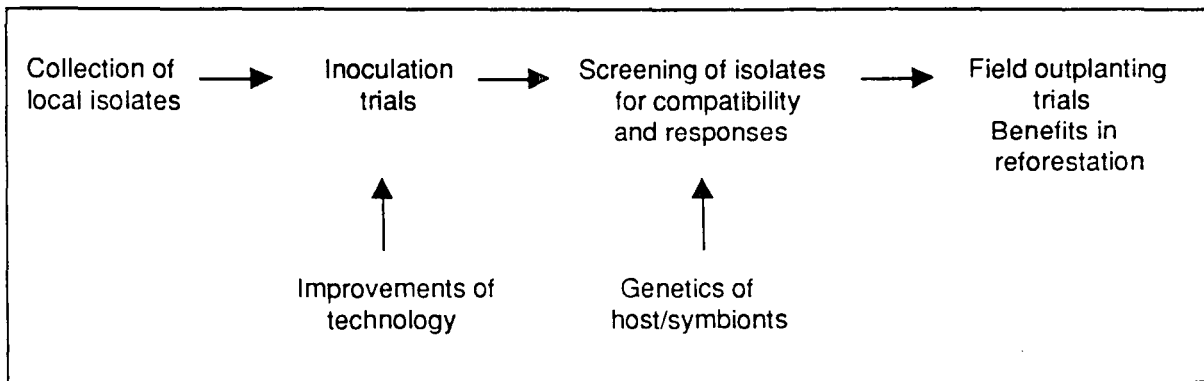 Collection of
local isolates
Inoculation
trials
Screening of isolates
for compatibility
and responses
Field outplanting
trials
Benefits in
reforestation
Improvements of
technology
Genetics of
host/symbionts